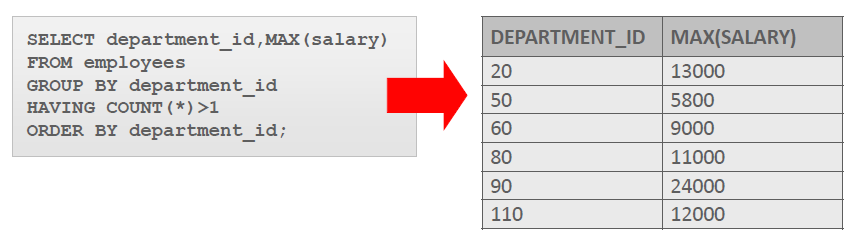 SELECT department_id,MAX(salary)
FROM employees
GROUP BY department_id
HAVING COUNT(*)>1
ORDER BY department_id;
DEPARTMENT_ID MAX(SALARY)
20 13000
50 5800
60 9000
80 11000
90 24000
110 12000